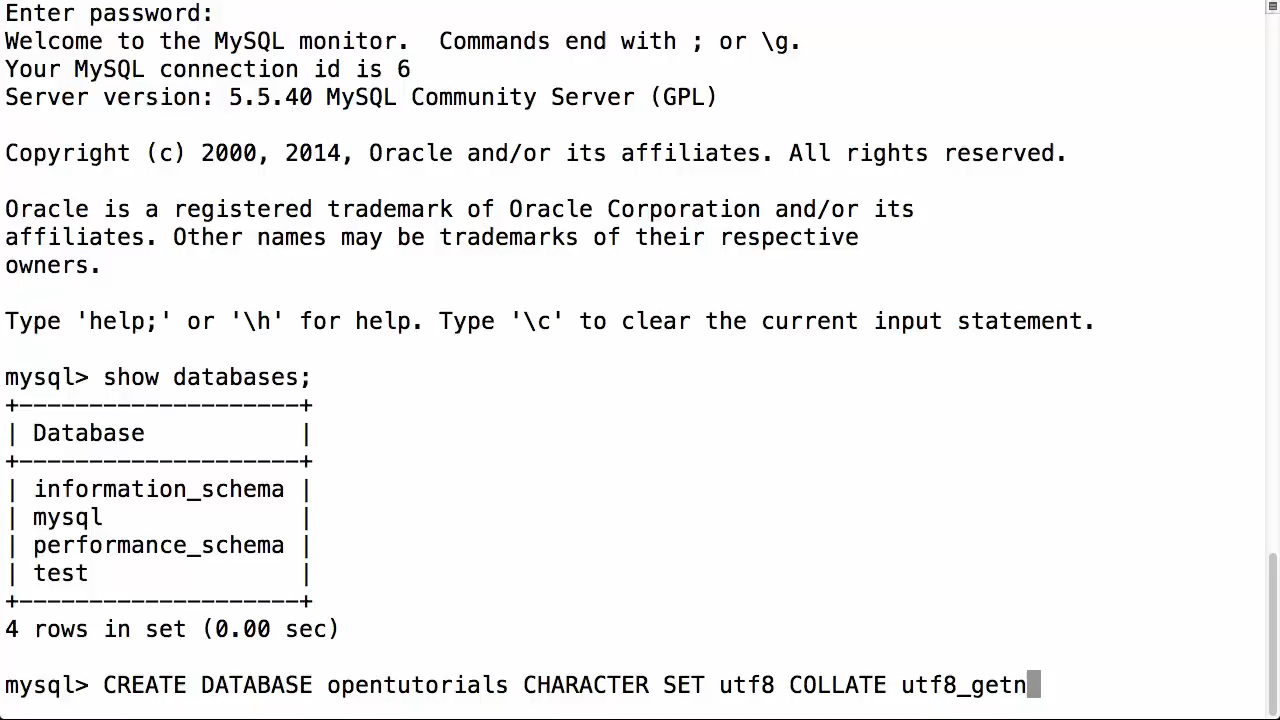 Enter password:
Welcome to the MySQL monitor.  Commands end with ; or \g.
Your MySQL connection id is 6
Server version: 5.5.40 MySQL Community Server (GPL)

Copyright (c) 2000, 2014, Oracle and/or its affiliates. All rights reserved.

Oracle is a registered trademark of Oracle Corporation and/or its
affiliates. Other names may be trademarks of their respective
owners.

Type 'help;' or '\h' for help. Type '\c' to clear the current input statement.

mysql> show databases;
+--------------------+
| Database           |
+--------------------+
| information_schema |
| mysql              |
| performance_schema |
| test               |
+--------------------+
4 rows in set (0.00 sec)

mysql> CREATE DATABASE opentutorials CHARACTER SET utf8 COLLATE utf8_getn